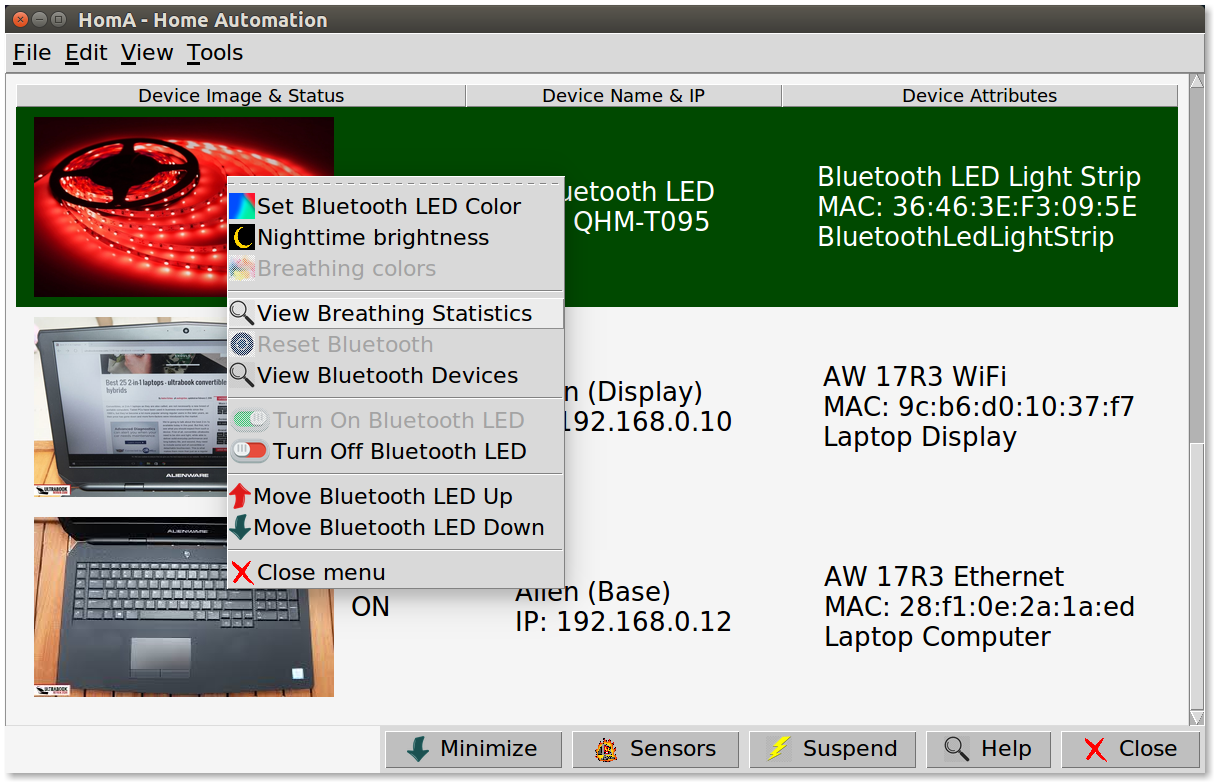 HomA - Home Automation
File Edit View Tools
Device Image & Status
Device Name & IP
Device Attributes
uetooth LED
QHM-T095
Bluetooth LED Light Strip
MAC: 36:46:3E:F3:09:5E
BluetoothLedLightStrip
Set Bluetooth LED Color
Nighttime brightness
Breathing colors
View Breathing Statistics
Reset Bluetooth
View Bluetooth Devices
Turn On Bluetooth LED
Turn Off Bluetooth LED
Move Bluetooth LED Up
Move Bluetooth LED Down
Close menu
Best 25 2-in-1 laptops - ultrabook convertible
hybrids
ALIENWARE
ULTRABOOK
n (Display)
192.168.0.10
AW 17R3 WiFi
MAC: 9c:b6:d0:10:37:f7
Laptop Display
ALIENWARE
ULTRABOOK
ON
Alien (Base)
IP: 192.168.0.12
AW 17R3 Ethernet
MAC: 28:f1:0e:2a:1a:ed
Laptop Computer
Minimize
Sensors
Suspend
Help
Close